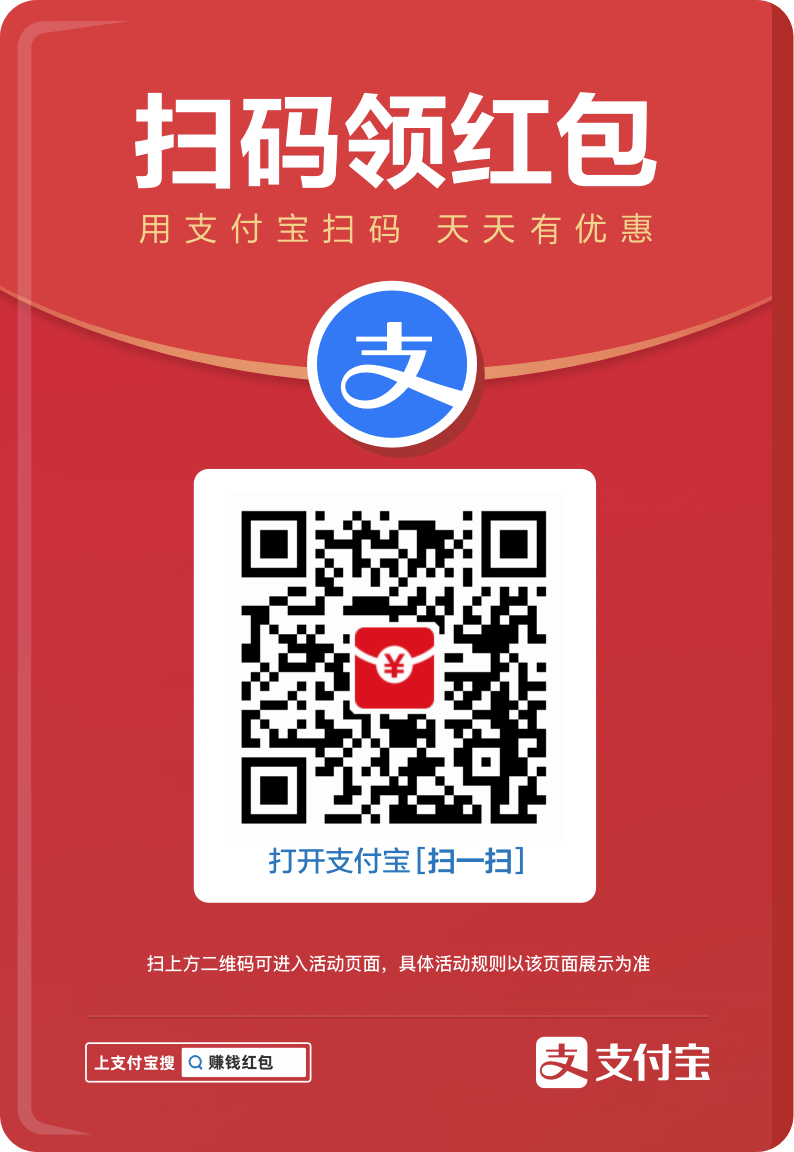 扫码领红包
用支付宝扫码 天天有优惠
支
¥
打开支付宝[扫一扫]
扫上方二维码可进入活动页面，具体活动规则以该页面展示为准
上支付宝搜 赚钱红包
支 支付宝